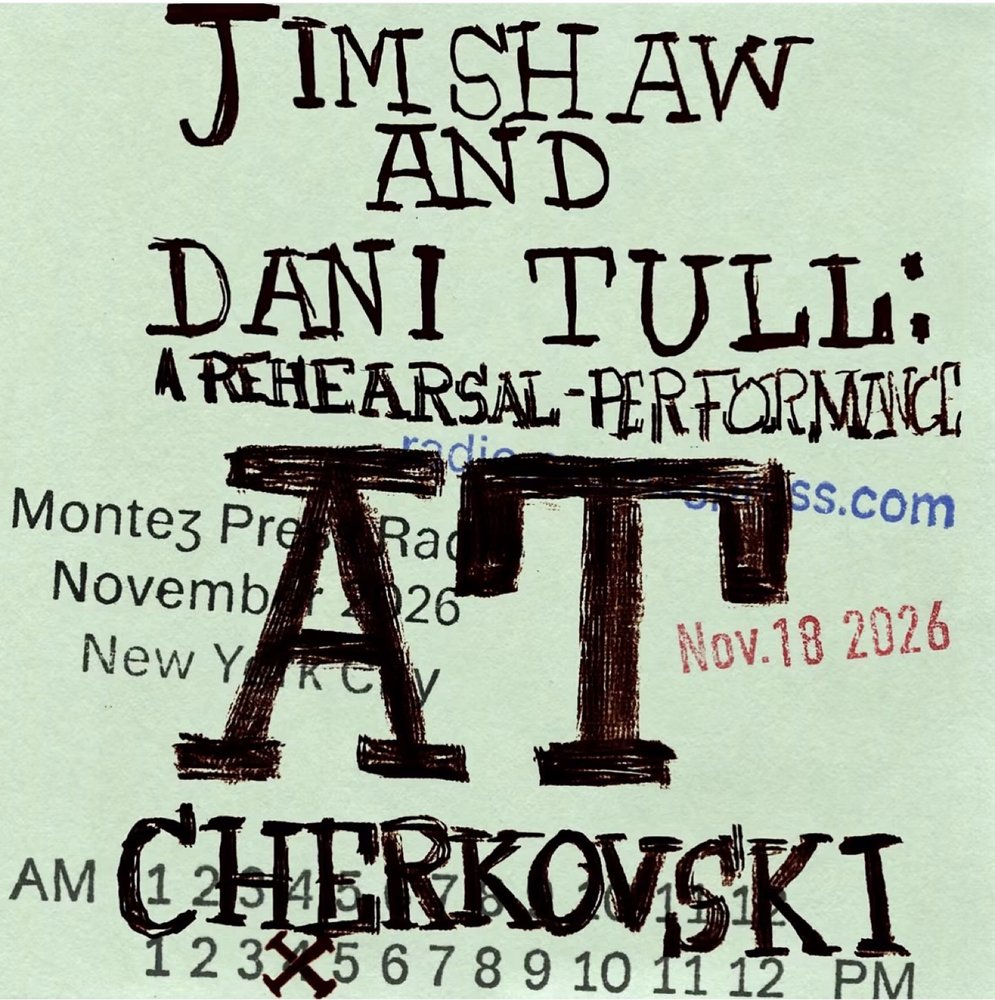 JIM SHAW
AND
DANI TULL:
A REHEARSAL-PERFORMANCE
AT
Montez Press Radio
November 2026
New York City
Nov.18 2026
CHERKOVSKI
AM 1 2 3 4 5 6 7 8 9 10 11 12
1 2 3 X 5 6 7 8 9 10 11 12 PM